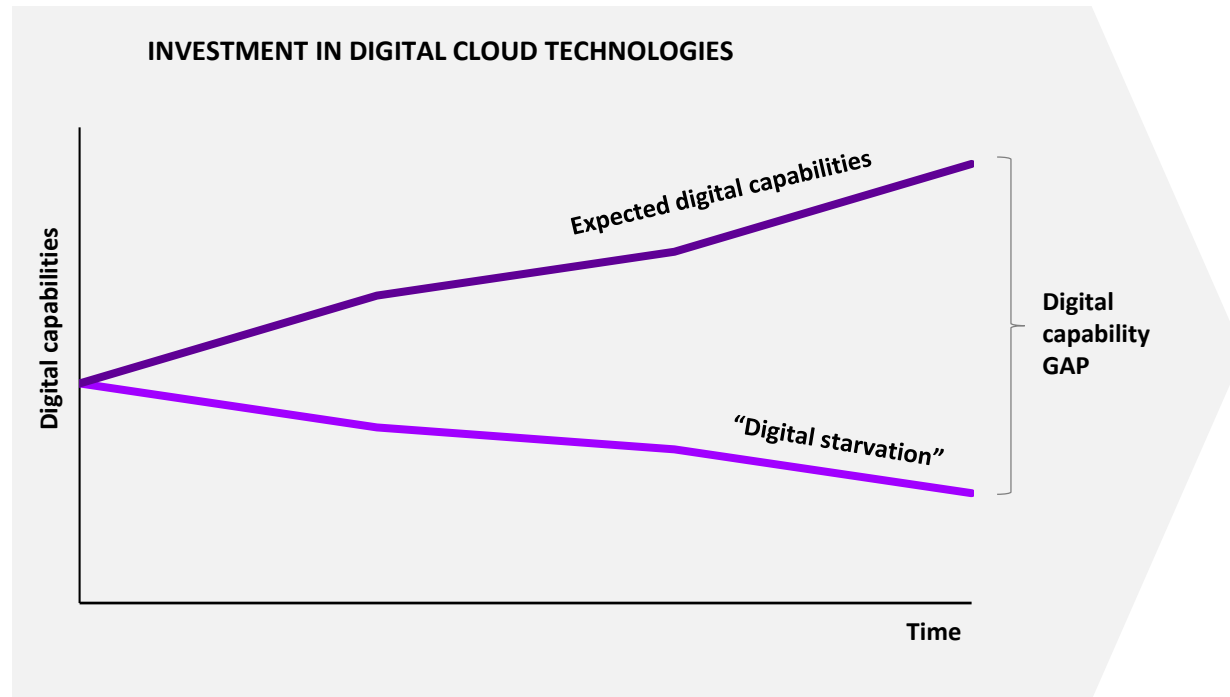 INVESTMENT IN DIGITAL CLOUD TECHNOLOGIES
Digital capabilities
Expected digital capabilities
“Digital starvation”
Digital
capability
GAP
Time